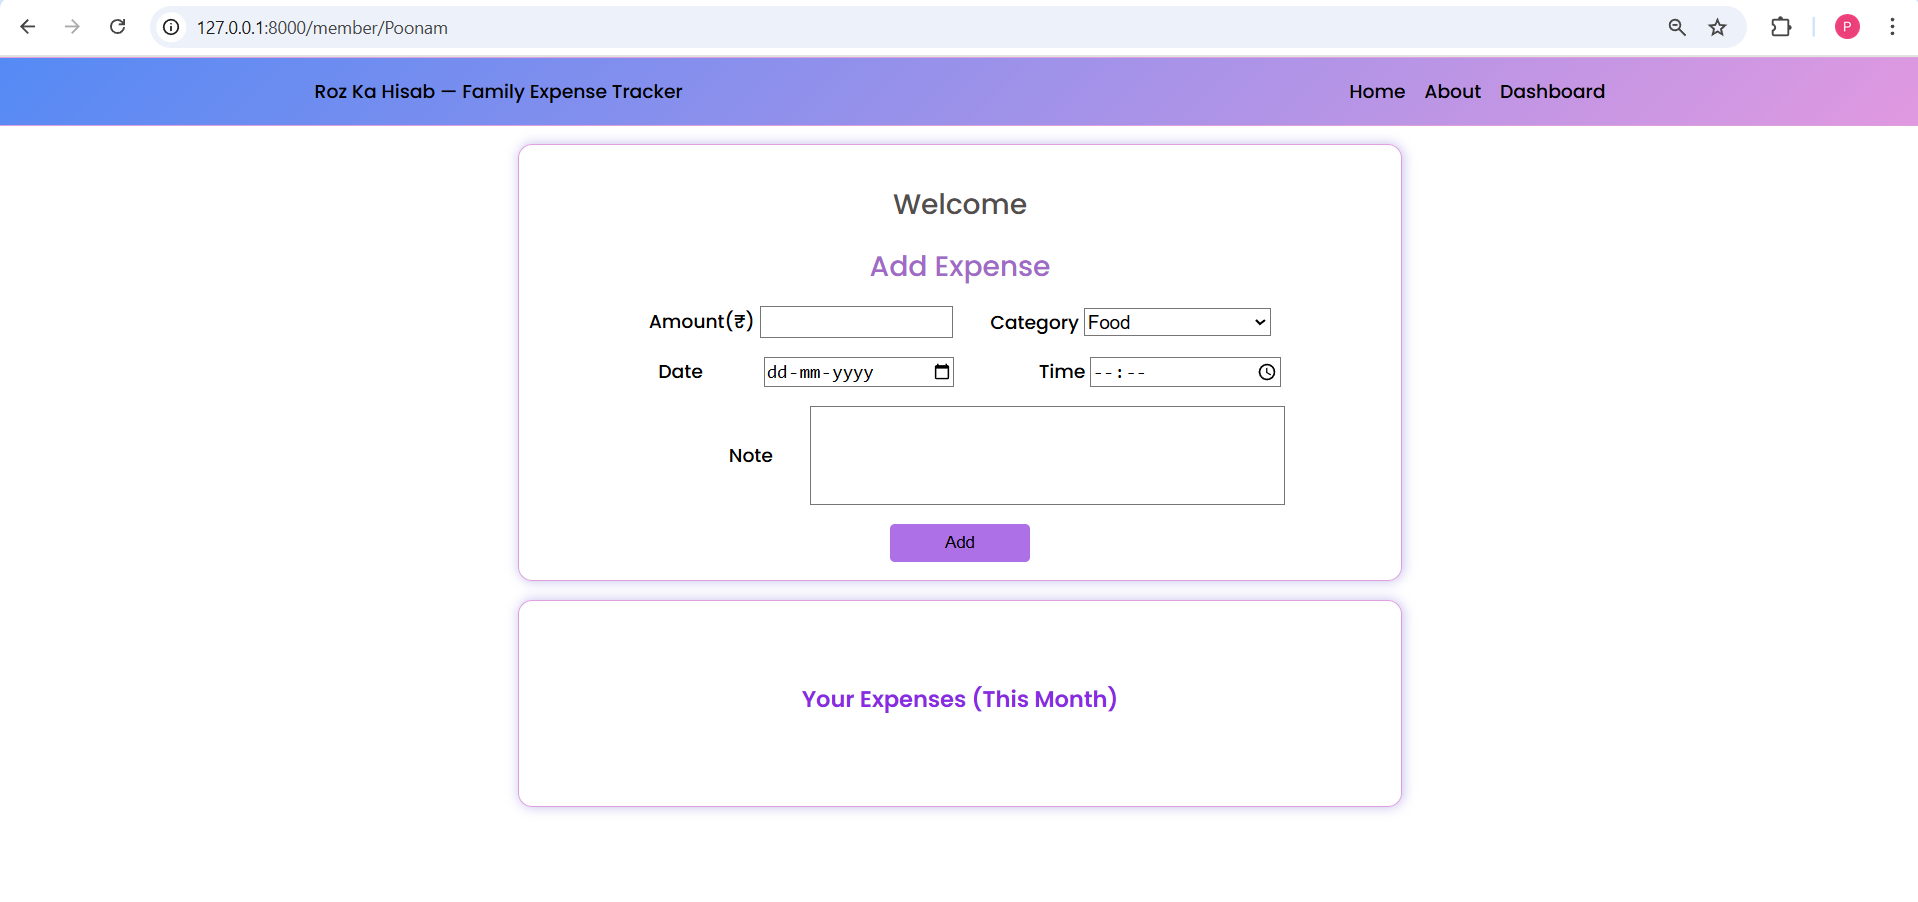 127.0.0.1:8000/member/Poonam
P
Roz Ka Hisab — Family Expense Tracker Home About Dashboard
Welcome
Add Expense
Amount(₹) Category Food
Date dd-mm-yyyy Time --:--
Note
Add
Your Expenses (This Month)